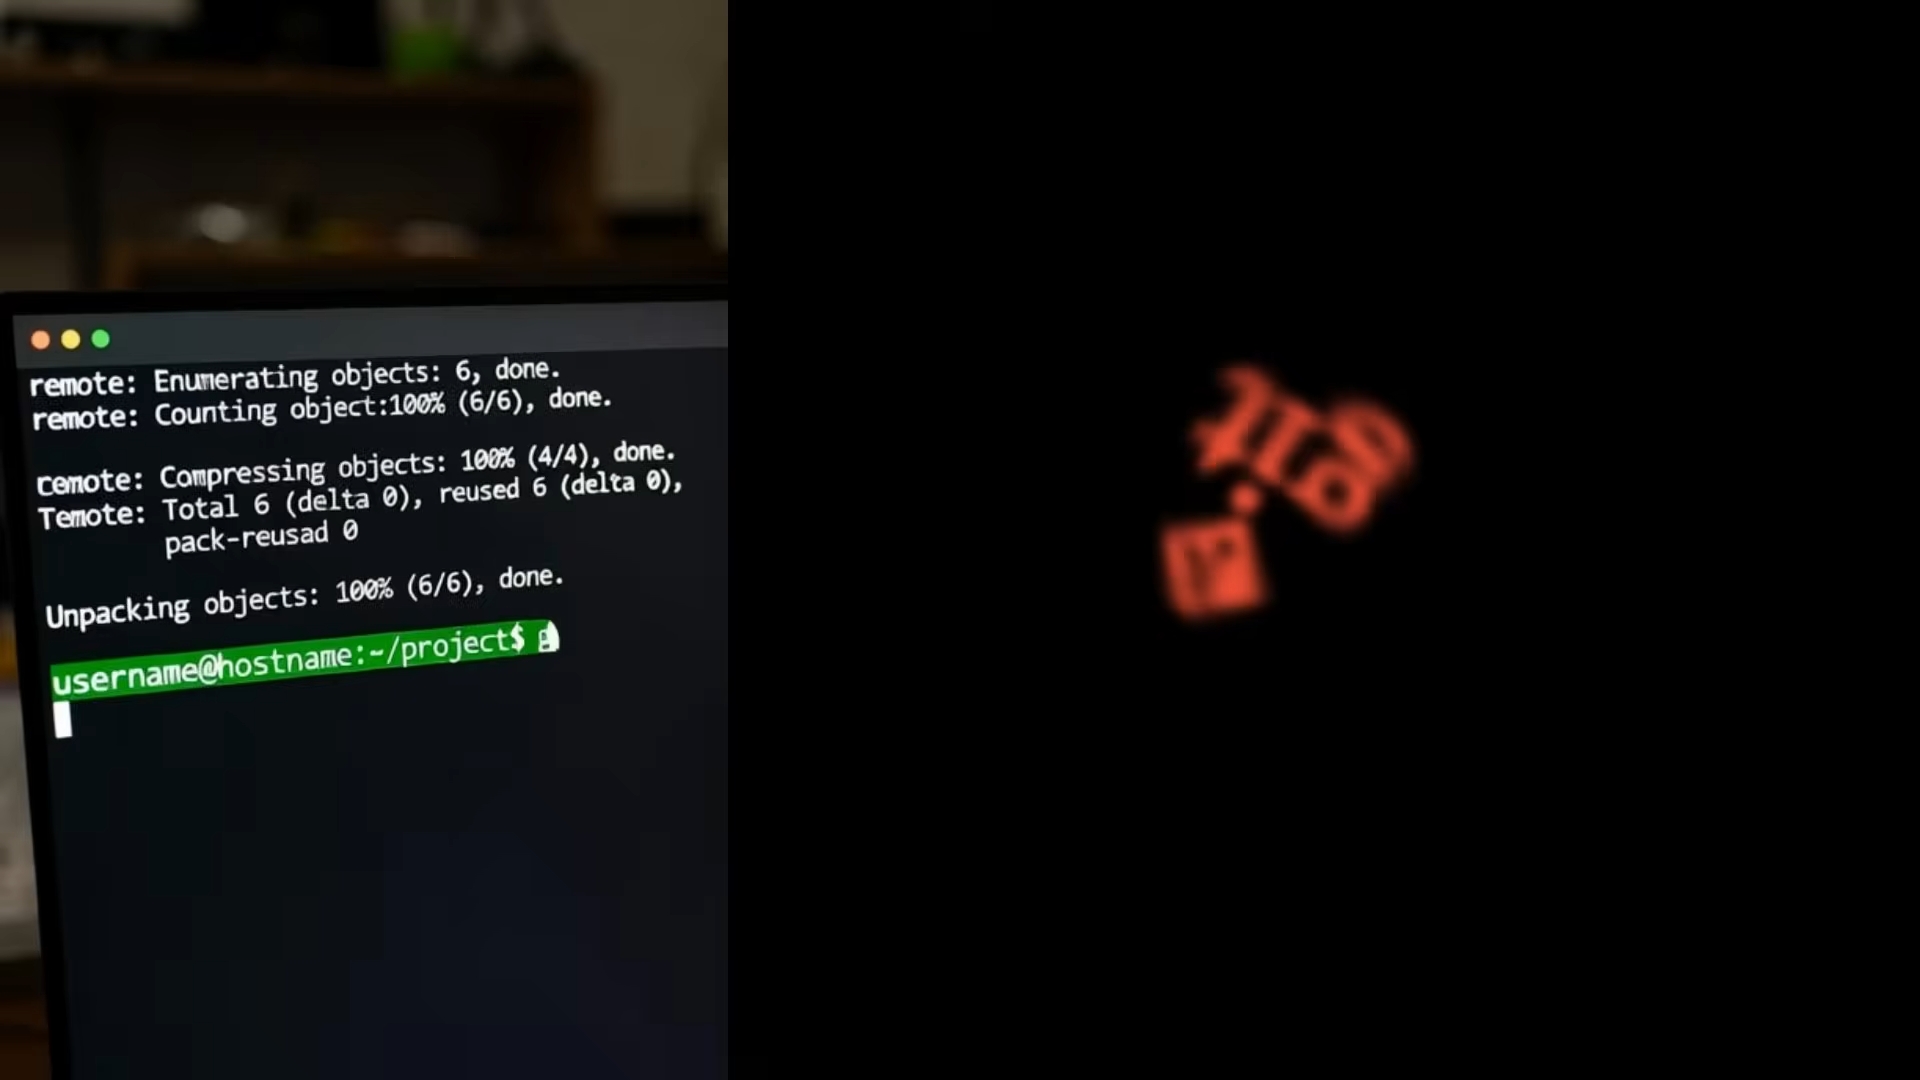 remote: Enumerating objects: 6, done.
remote: Counting object:100% (6/6), done.
cemote: Compressing objects: 100% (4/4), done.
Temote: Total 6 (delta 0), reused 6 (delta 0),
pack-reusad 0
Unpacking objects: 100% (6/6), done.
username@hostname:~/project$